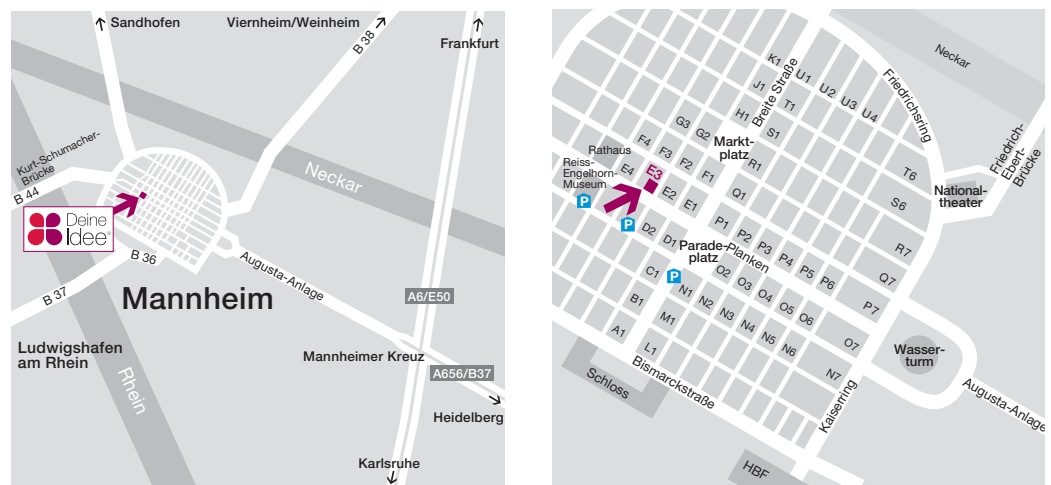 Sandhofen
Viernheim/Weinheim
B 38
Frankfurt
Kurt-Schumacher-
Brücke
B 44
Neckar
Deine
Idee®
B 36
Augusta-Anlage
B 37
Mannheim
A6/E50
Ludwigshafen
am Rhein
Mannheimer Kreuz
A656/B37
Rhein
Heidelberg
Karlsruhe
Neckar
K1
U1
U2
U3
U4
Breite Straße
Friedrichsring
J1
T1
H1
S1
G3
G2
F4
F3
F2
F1
Markt-
platz
R1
Friedrich-
Ebert-
Brücke
Rathaus
Reiss-
Engelhorn-
Museum
E4
E3
E2
E1
Q1
T6
S6
National-
theater
P
P
D2
D1
P1
P2
P3
P4
P5
P6
P7
R7
Q7
Parade-
platz
Planken
P
C1
O2
O3
O4
O5
O6
O7
B1
N1
N2
N3
N4
N5
N6
N7
A1
M1
L1
Wasser-
turm
Schloss
Bismarckstraße
Kaiserring
Augusta-Anlage
HBF